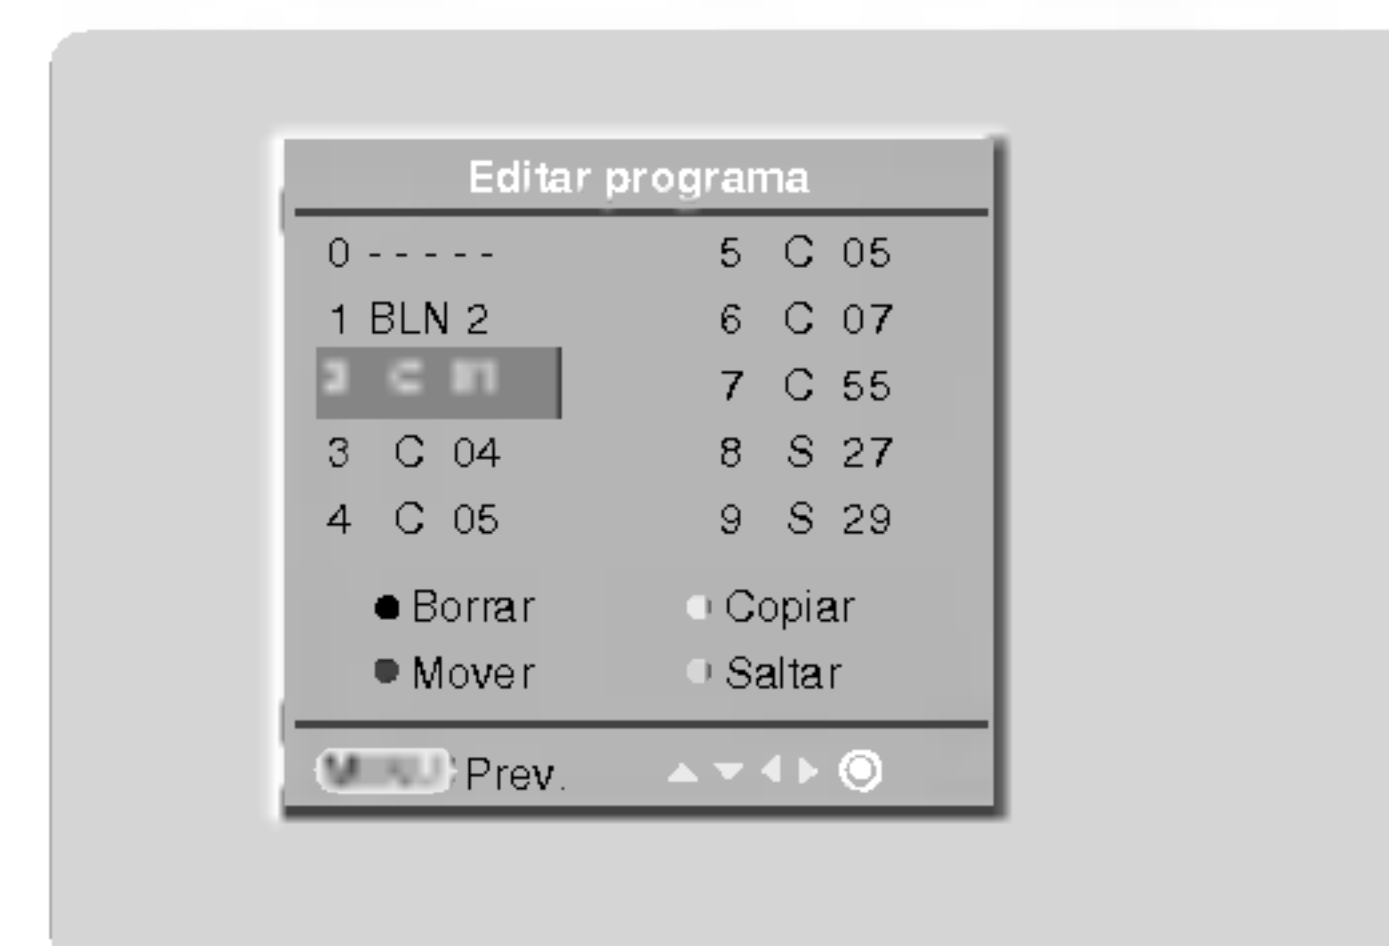 Editar programa
0 - - - - -
1 BLN 2
C
3 C 04
4 C 05
5 C 05
6 C 07
7 C 55
8 S 27
9 S 29
Borrar
Copiar
Mover
Saltar
MENU Prev.